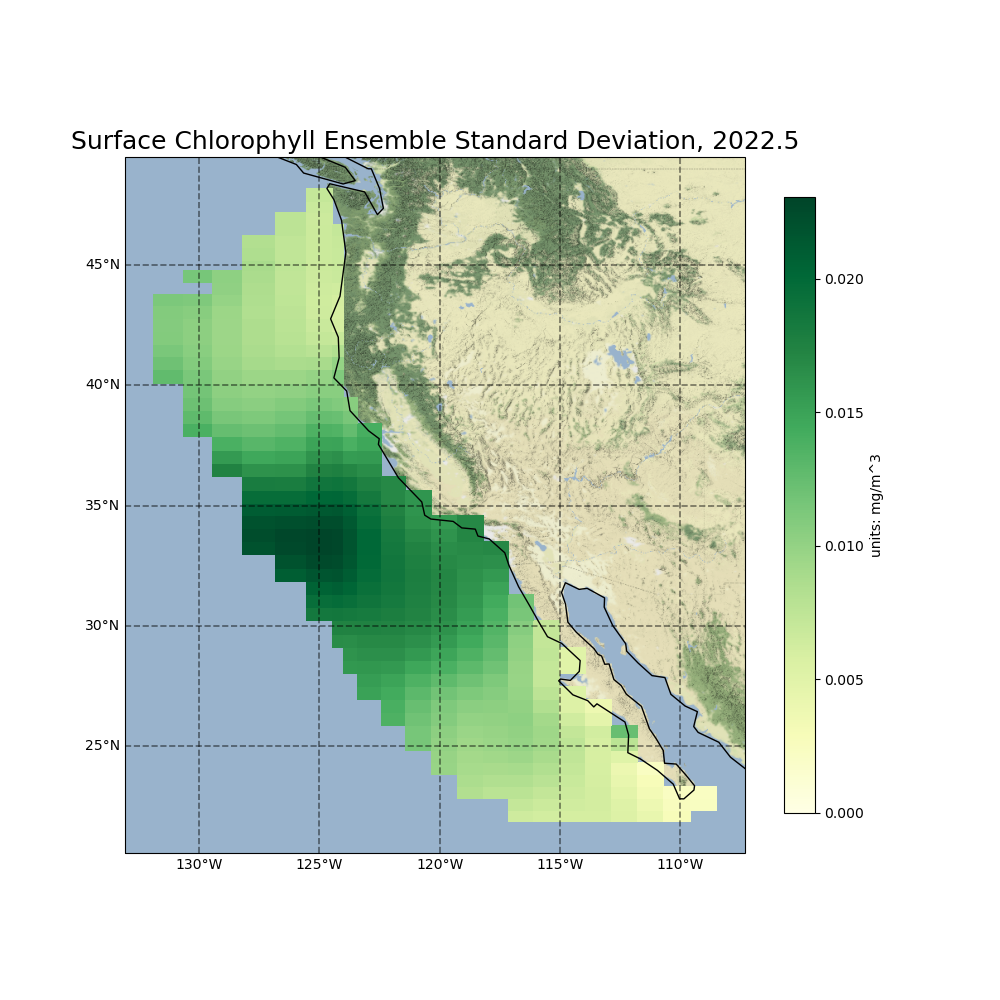 Surface Chlorophyll Ensemble Standard Deviation, 2022.5
45°N
40°N
35°N
30°N
25°N
130°W
125°W
120°W
115°W
110°W
0.020
0.015
0.010
0.005
0.000
units: mg/m^3